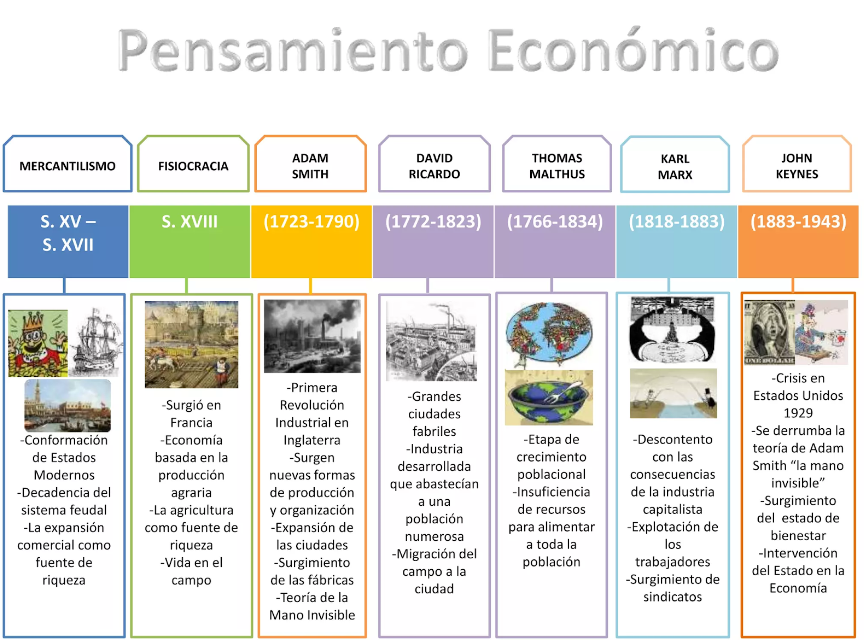 Pensamiento Económico
MERCANTILISMO
FISIOCRACIA
ADAM
SMITH
DAVID
RICARDO
THOMAS
MALTHUS
KARL
MARX
JOHN
KEYNES
S. XV –
S. XVII
S. XVIII
(1723-1790)
(1772-1823)
(1766-1834)
(1818-1883)
(1883-1943)
-Conformación
de Estados
Modernos
-Decadencia del
sistema feudal
-La expansión
comercial como
fuente de
riqueza
-Surgió en
Francia
-Economía
basada en la
producción
agraria
-La agricultura
como fuente de
riqueza
-Vida en el
campo
-Primera
Revolución
Industrial en
Inglaterra
-Surgen
nuevas formas
de producción
y organización
-Expansión de
las ciudades
-Surgimiento
de las fábricas
-Teoría de la
Mano Invisible
-Grandes
ciudades
fabriles
-Industria
desarrollada
que abastecían
a una
población
numerosa
-Migración del
campo a la
ciudad
-Etapa de
crecimiento
poblacional
-Insuficiencia
de recursos
para alimentar
a toda la
población
-Descontento
con las
consecuencias
de la industria
capitalista
-Explotación de
los
trabajadores
-Surgimiento de
sindicatos
ONE DOLLAR
-Crisis en
Estados Unidos
1929
-Se derrumba la
teoría de Adam
Smith “la mano
invisible”
-Surgimiento
del estado de
bienestar
-Intervención
del Estado en la
Economía